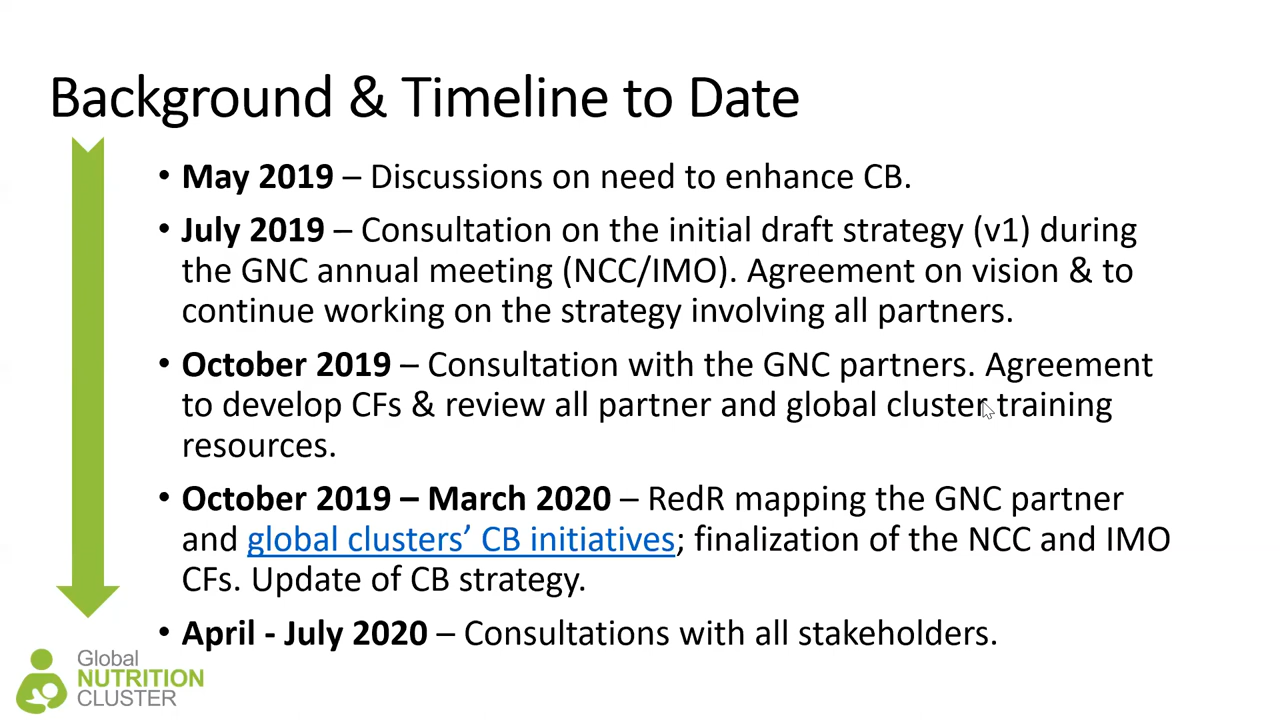 Background & Timeline to Date
• May 2019 – Discussions on need to enhance CB.
• July 2019 – Consultation on the initial draft strategy (v1) during
the GNC annual meeting (NCC/IMO). Agreement on vision & to
continue working on the strategy involving all partners.
• October 2019 – Consultation with the GNC partners. Agreement
to develop CFs & review all partner and global cluster training
resources.
• October 2019 – March 2020 – RedR mapping the GNC partner
and global clusters’ CB initiatives; finalization of the NCC and IMO
CFs. Update of CB strategy.
• April - July 2020 – Consultations with all stakeholders.
Global
NUTRITION
CLUSTER